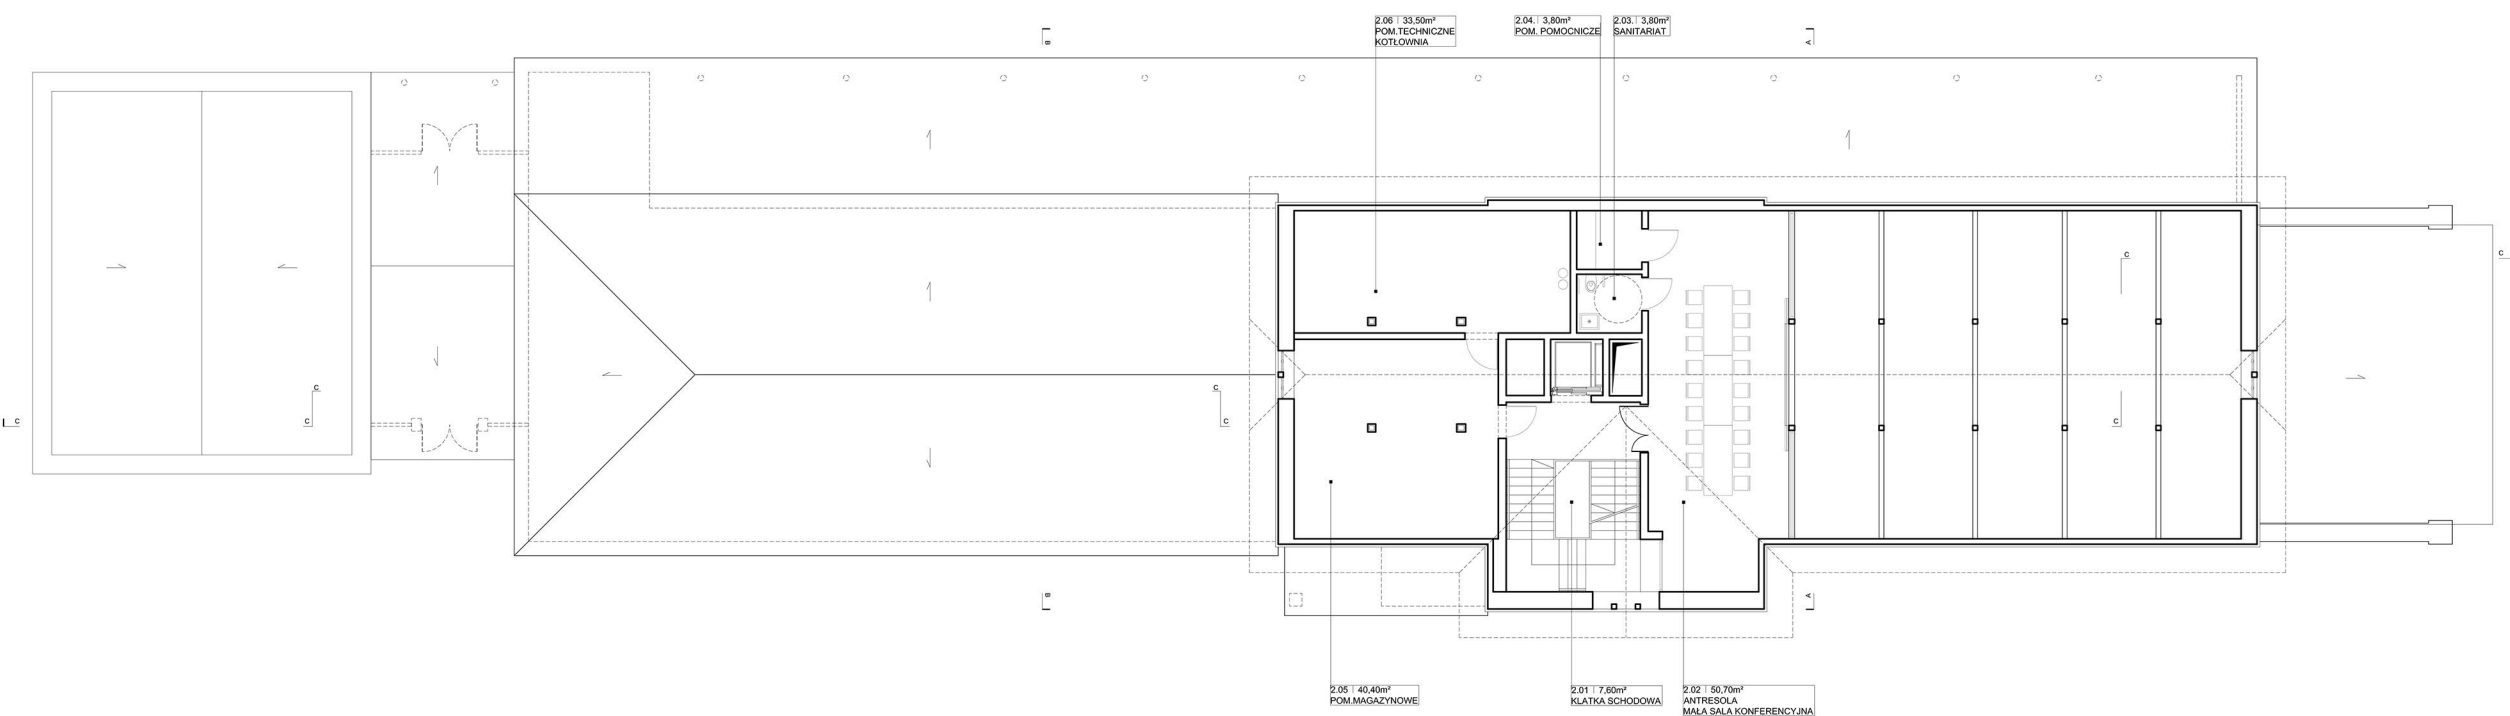 2.06 | 33,50m²
POM.TECHNICZNE
KOTŁOWNIA
2.04. | 3,80m²
POM. POMOCNICZE
2.03. | 3,80m²
SANITARIAT
B
A
C
C
C
C
C
C
C
C
B
A
2.05 | 40,40m²
POM.MAGAZYNOWE
2.01 | 7,60m²
KLATKA SCHODOWA
2.02 | 50,70m²
ANTRESOLA
MAŁA SALA KONFERENCYJNA